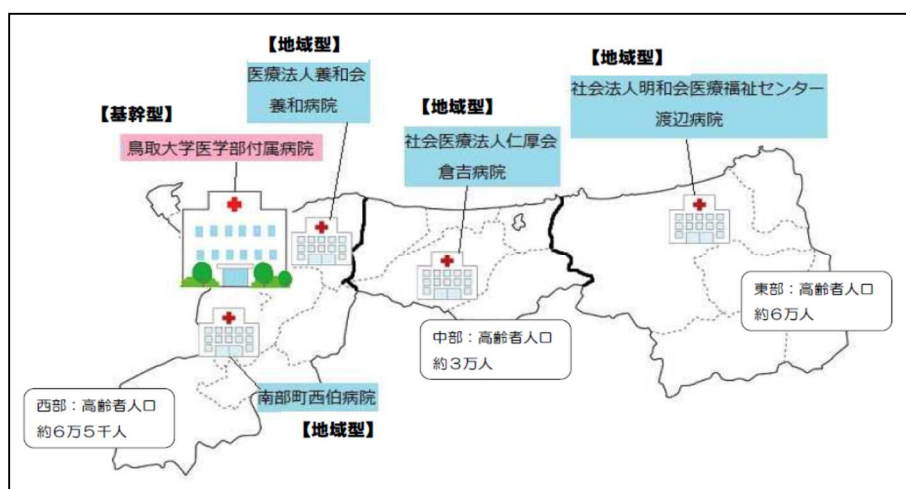 【地域型】
医療法人養和会
養和病院
【基幹型】
鳥取大学医学部付属病院
【地域型】
社会医療法人仁厚会
倉吉病院
【地域型】
社会法人明和会医療福祉センター
渡辺病院
東部：高齢者人口
約６万人
中部：高齢者人口
約３万人
西部：高齢者人口
約６万５千人
南部町西伯病院
【地域型】